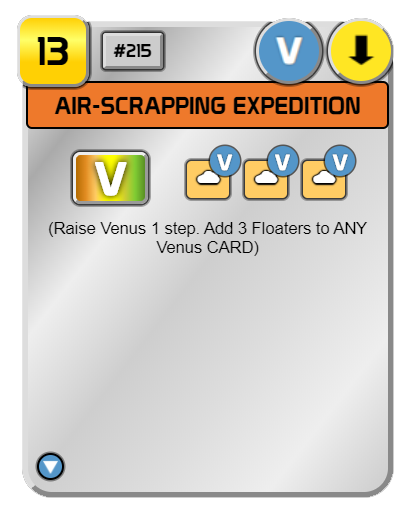 13
#215
V
AIR-SCRAPPING EXPEDITION
V
V V V
(Raise Venus 1 step. Add 3 Floaters to ANY
Venus CARD)